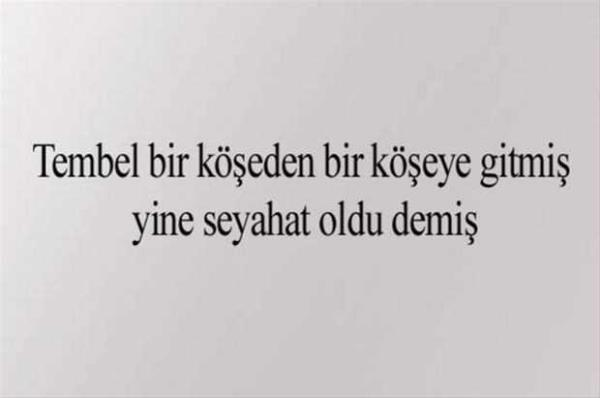 Tembel bir köşeden bir köşeye gitmiş
yine seyahat oldu demiş